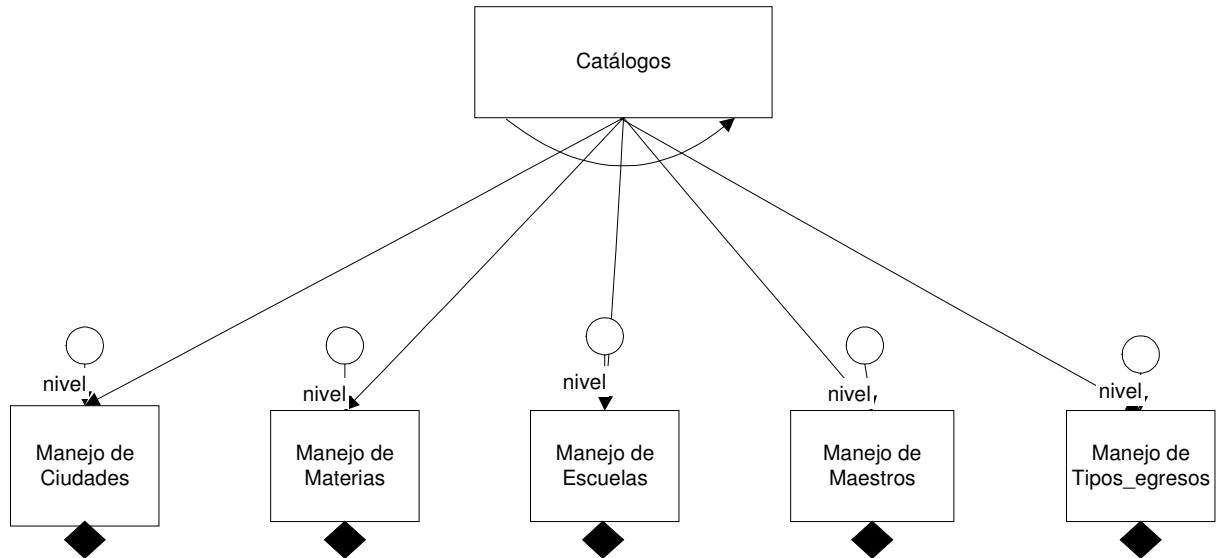 Catálogos
nivel
nivel
nivel
nivel
nivel
Manejo de
Ciudades
Manejo de
Materias
Manejo de
Escuelas
Manejo de
Maestros
Manejo de
Tipos_egresos